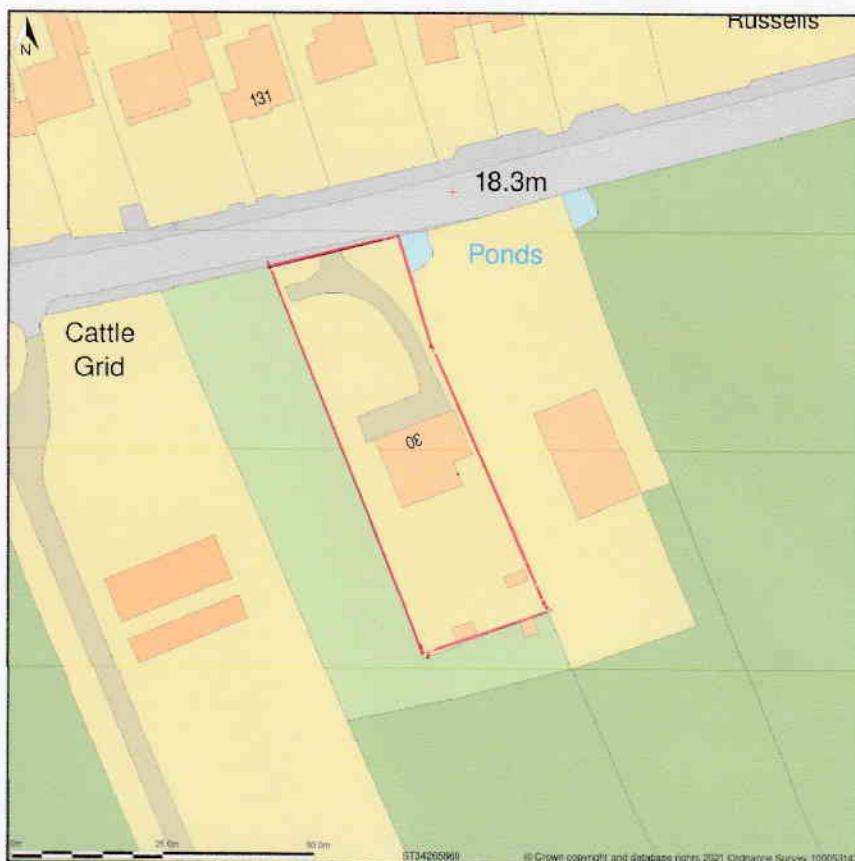 Russells
N
131
18.3m
Ponds
Cattle
Grid
30
25.0m
50.0m
© Crown copyright and database rights 2021 Ordnance Survey